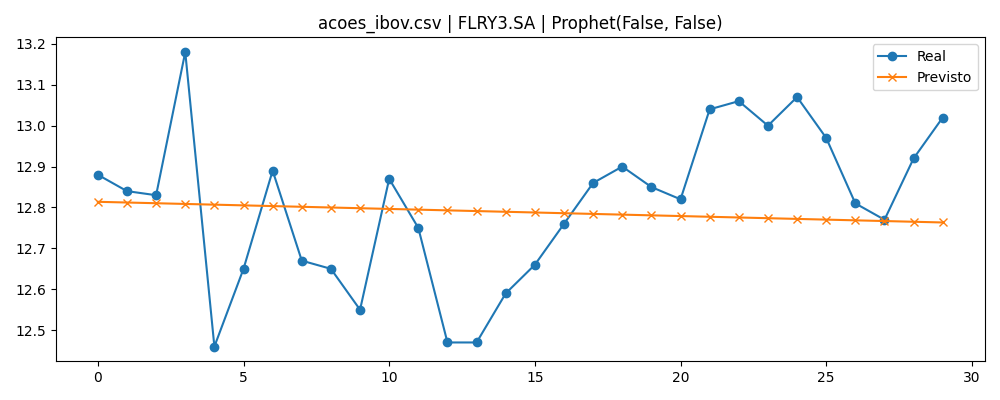 acoes_ibov.csv | FLRY3.SA | Prophet(False, False)
Real
Previsto
13.2
13.1
13.0
12.9
12.8
12.7
12.6
12.5
0 5 10 15 20 25 30